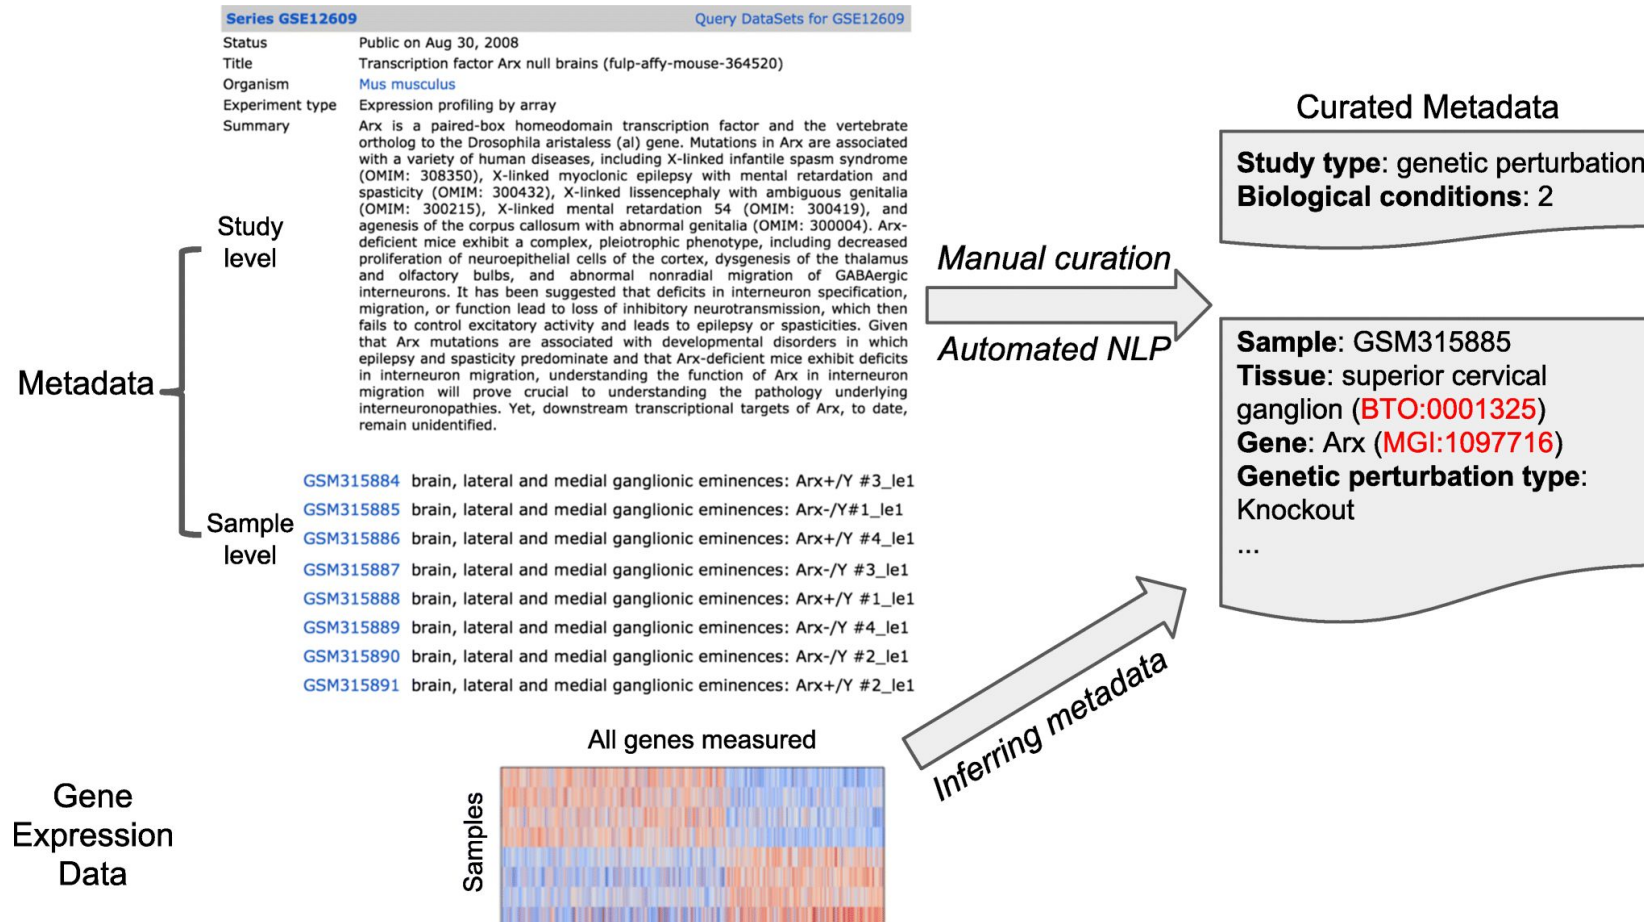 Series GSE12609 Query DataSets for GSE12609
Status Public on Aug 30, 2008
Title Transcription factor Arx null brains (fulp-affy-mouse-364520)
Organism Mus musculus
Experiment type Expression profiling by array
Summary Arx is a paired-box homeodomain transcription factor and the vertebrate
ortholog to the Drosophila aristaless (al) gene. Mutations in Arx are associated
with a variety of human diseases, including X-linked infantile spasm syndrome
(OMIM: 308350), X-linked myoclonic epilepsy with mental retardation and
spasticity (OMIM: 300432), X-linked lissencephaly with ambiguous genitalia
(OMIM: 300215), X-linked mental retardation 54 (OMIM: 300419), and
agenesis of the corpus callosum with abnormal genitalia (OMIM: 300004). Arx-
deficient mice exhibit a complex, pleiotrophic phenotype, including decreased
proliferation of neuroepithelial cells of the cortex, dysgenesis of the thalamus
and olfactory bulbs, and abnormal nonradial migration of GABAergic
interneurons. It has been suggested that deficits in interneuron specification,
migration, or function lead to loss of inhibitory neurotransmission, which then
fails to control excitatory activity and leads to epilepsy or spasticities. Given
that Arx mutations are associated with developmental disorders in which
epilepsy and spasticity predominate and that Arx-deficient mice exhibit deficits
in interneuron migration, understanding the function of Arx in interneuron
migration will prove crucial to understanding the pathology underlying
interneuronopathies. Yet, downstream transcriptional targets of Arx, to date,
remain unidentified.
Study
level
Metadata
Sample
level
GSM315884 brain, lateral and medial ganglionic eminences: Arx+/Y #3_le1
GSM315885 brain, lateral and medial ganglionic eminences: Arx-/Y#1_le1
GSM315886 brain, lateral and medial ganglionic eminences: Arx+/Y #4_le1
GSM315887 brain, lateral and medial ganglionic eminences: Arx-/Y #3_le1
GSM315888 brain, lateral and medial ganglionic eminences: Arx+/Y #1_le1
GSM315889 brain, lateral and medial ganglionic eminences: Arx-/Y #4_le1
GSM315890 brain, lateral and medial ganglionic eminences: Arx-/Y #2_le1
GSM315891 brain, lateral and medial ganglionic eminences: Arx+/Y #2_le1
Manual curation
Automated NLP
Curated Metadata
Study type: genetic perturbation
Biological conditions: 2
Sample: GSM315885
Tissue: superior cervical
ganglion (BTO:0001325)
Gene: Arx (MGI:1097716)
Genetic perturbation type:
Knockout
...
Inferring metadata
All genes measured
Samples
Gene
Expression
Data